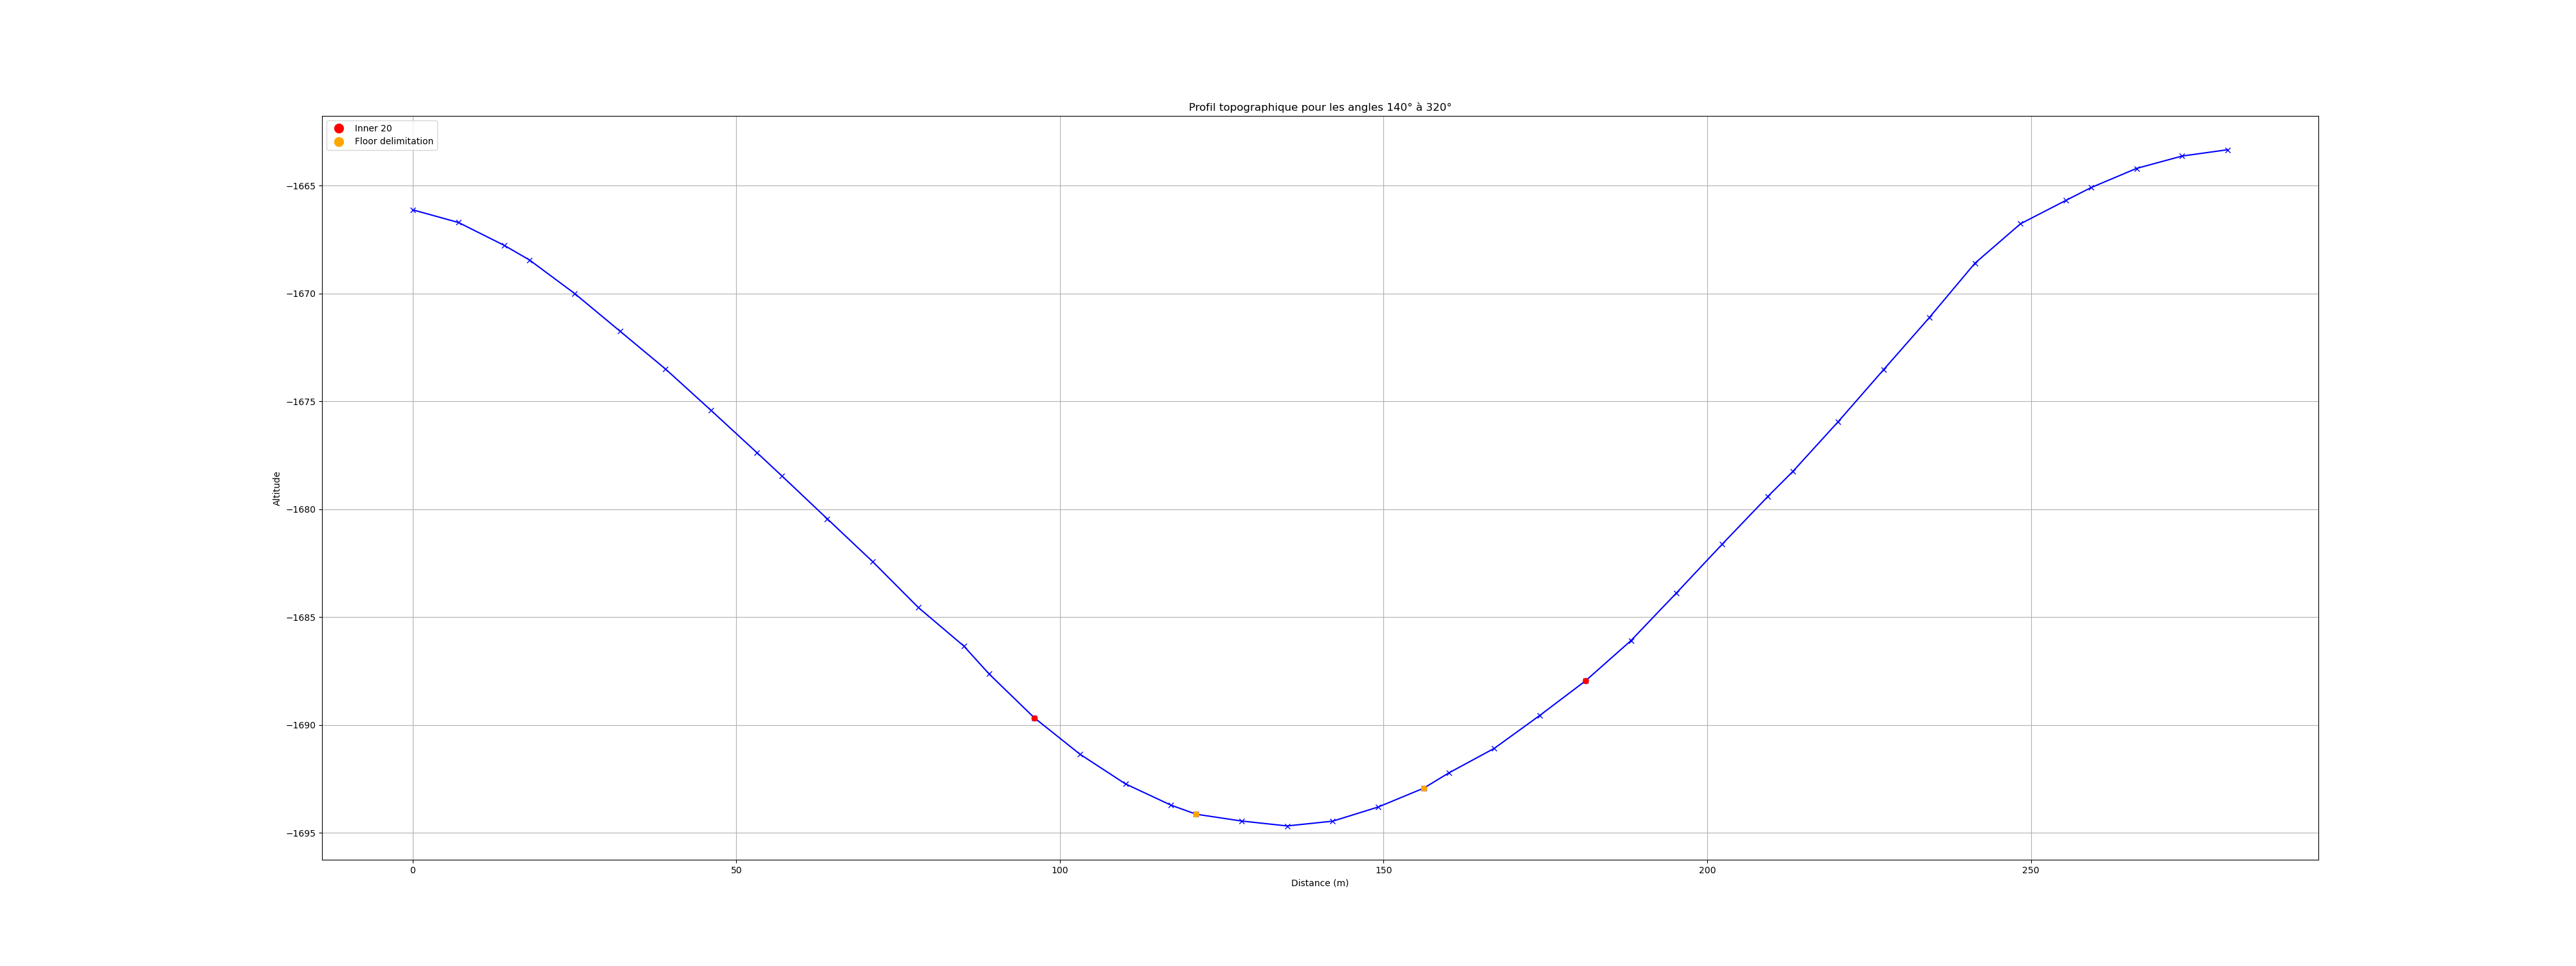 Profil topographique pour les angles 140° à 320°
Inner 20
Floor delimitation
−1665
−1670
−1675
−1680
−1685
−1690
−1695
Altitude
0 50 100 150 200 250
Distance (m)